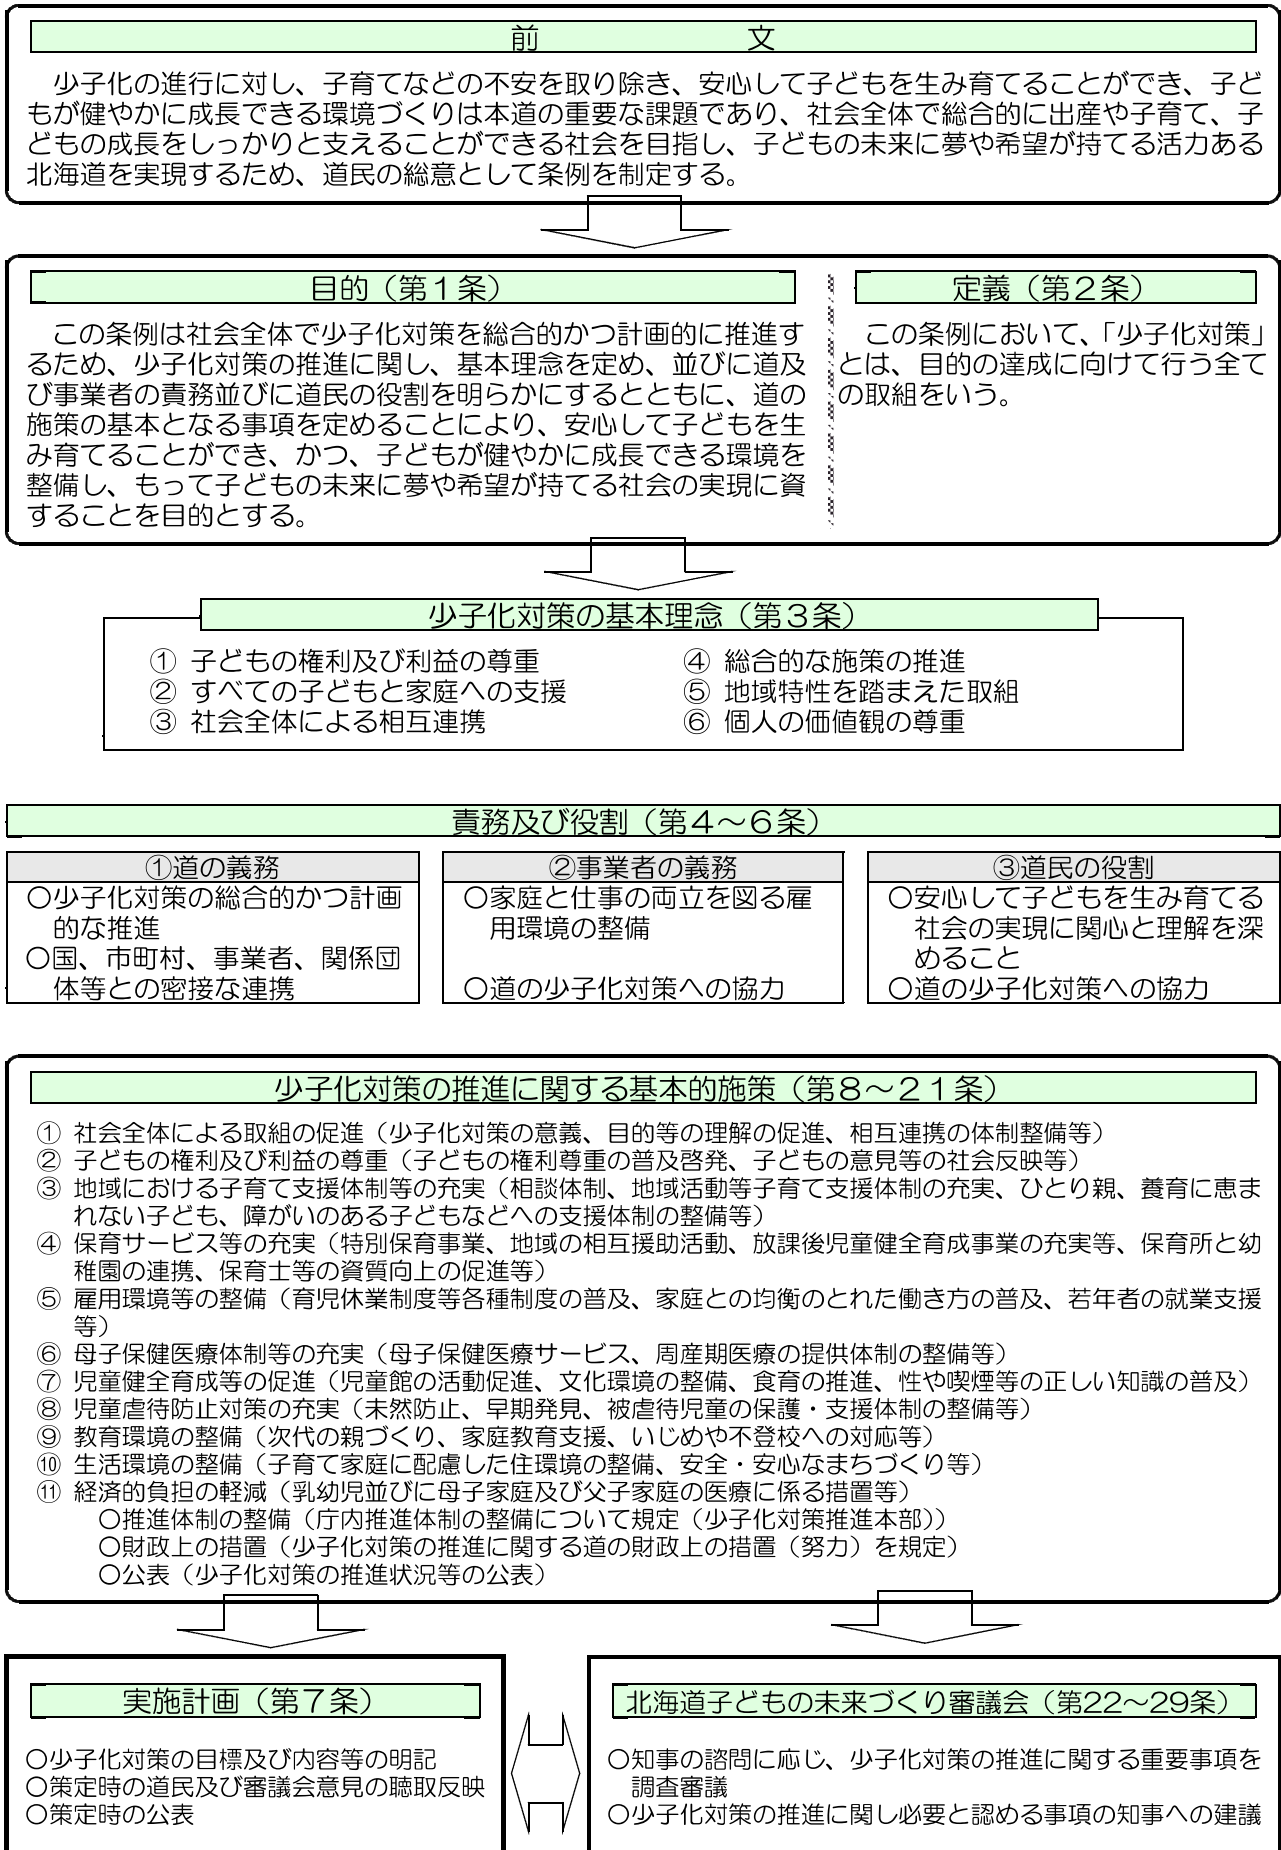 前　　　文
少子化の進行に対し、子育てなどの不安を取り除き、安心して子どもを生み育てることができ、子ど
もが健やかに成長できる環境づくりは本道の重要な課題であり、社会全体で総合的に出産や子育て、子
どもの成長をしっかりと支えることができる社会を目指し、子どもの未来に夢や希望が持てる活力ある
北海道を実現するため、道民の総意として条例を制定する。
目的（第１条）
この条例は社会全体で少子化対策を総合的かつ計画的に推進す
るため、少子化対策の推進に関し、基本理念を定め、並びに道及
び事業者の責務並びに道民の役割を明らかにするとともに、道の
施策の基本となる事項を定めることにより、安心して子どもを生
み育てることができ、かつ、子どもが健やかに成長できる環境を
整備し、もって子どもの未来に夢や希望が持てる社会の実現に資
することを目的とする。
定義（第２条）
この条例において、「少子化対策」
とは、目的の達成に向けて行う全て
の取組をいう。
少子化対策の基本理念（第３条）
① 子どもの権利及び利益の尊重
② すべての子どもと家庭への支援
③ 社会全体による相互連携
④ 総合的な施策の推進
⑤ 地域特性を踏まえた取組
⑥ 個人の価値観の尊重
責務及び役割（第４～６条）
①道の義務
○少子化対策の総合的かつ計画
的な推進
○国、市町村、事業者、関係団
体等との密接な連携
②事業者の義務
○家庭と仕事の両立を図る雇
用環境の整備
○道の少子化対策への協力
③道民の役割
○安心して子どもを生み育てる
社会の実現に関心と理解を深
めること
○道の少子化対策への協力
少子化対策の推進に関する基本的施策（第８～２１条）
① 社会全体による取組の促進（少子化対策の意義、目的等の理解の促進、相互連携の体制整備等）
② 子どもの権利及び利益の尊重（子どもの権利尊重の普及啓発、子どもの意見等の社会反映等）
③ 地域における子育て支援体制等の充実（相談体制、地域活動等子育て支援体制の充実、ひとり親、養育に恵ま
れない子ども、障がいのある子どもなどへの支援体制の整備等）
④ 保育サービス等の充実（特別保育事業、地域の相互援助活動、放課後児童健全育成事業の充実等、保育所と幼
稚園の連携、保育士等の資質向上の促進等）
⑤ 雇用環境等の整備（育児休業制度等各種制度の普及、家庭との均衡のとれた働き方の普及、若年者の就業支援
等）
⑥ 母子保健医療体制等の充実（母子保健医療サービス、周産期医療の提供体制の整備等）
⑦ 児童健全育成等の促進（児童館の活動促進、文化環境の整備、食育の推進、性や喫煙等の正しい知識の普及）
⑧ 児童虐待防止対策の充実（未然防止、早期発見、被虐待児童の保護・支援体制の整備等）
⑨ 教育環境の整備（次代の親づくり、家庭教育支援、いじめや不登校への対応等）
⑩ 生活環境の整備（子育て家庭に配慮した住環境の整備、安全・安心なまちづくり等）
⑪ 経済的負担の軽減（乳幼児並びに母子家庭及び父子家庭の医療に係る措置等）
○推進体制の整備（庁内推進体制の整備について規定（少子化対策推進本部））
○財政上の措置（少子化対策の推進に関する道の財政上の措置（努力）を規定）
○公表（少子化対策の推進状況等の公表）
実施計画（第７条）
○少子化対策の目標及び内容等の明記
○策定時の道民及び審議会意見の聴取反映
○策定時の公表
北海道子どもの未来づくり審議会（第22～29条）
○知事の諮問に応じ、少子化対策の推進に関する重要事項を
調査審議
○少子化対策の推進に関し必要と認める事項の知事への建議